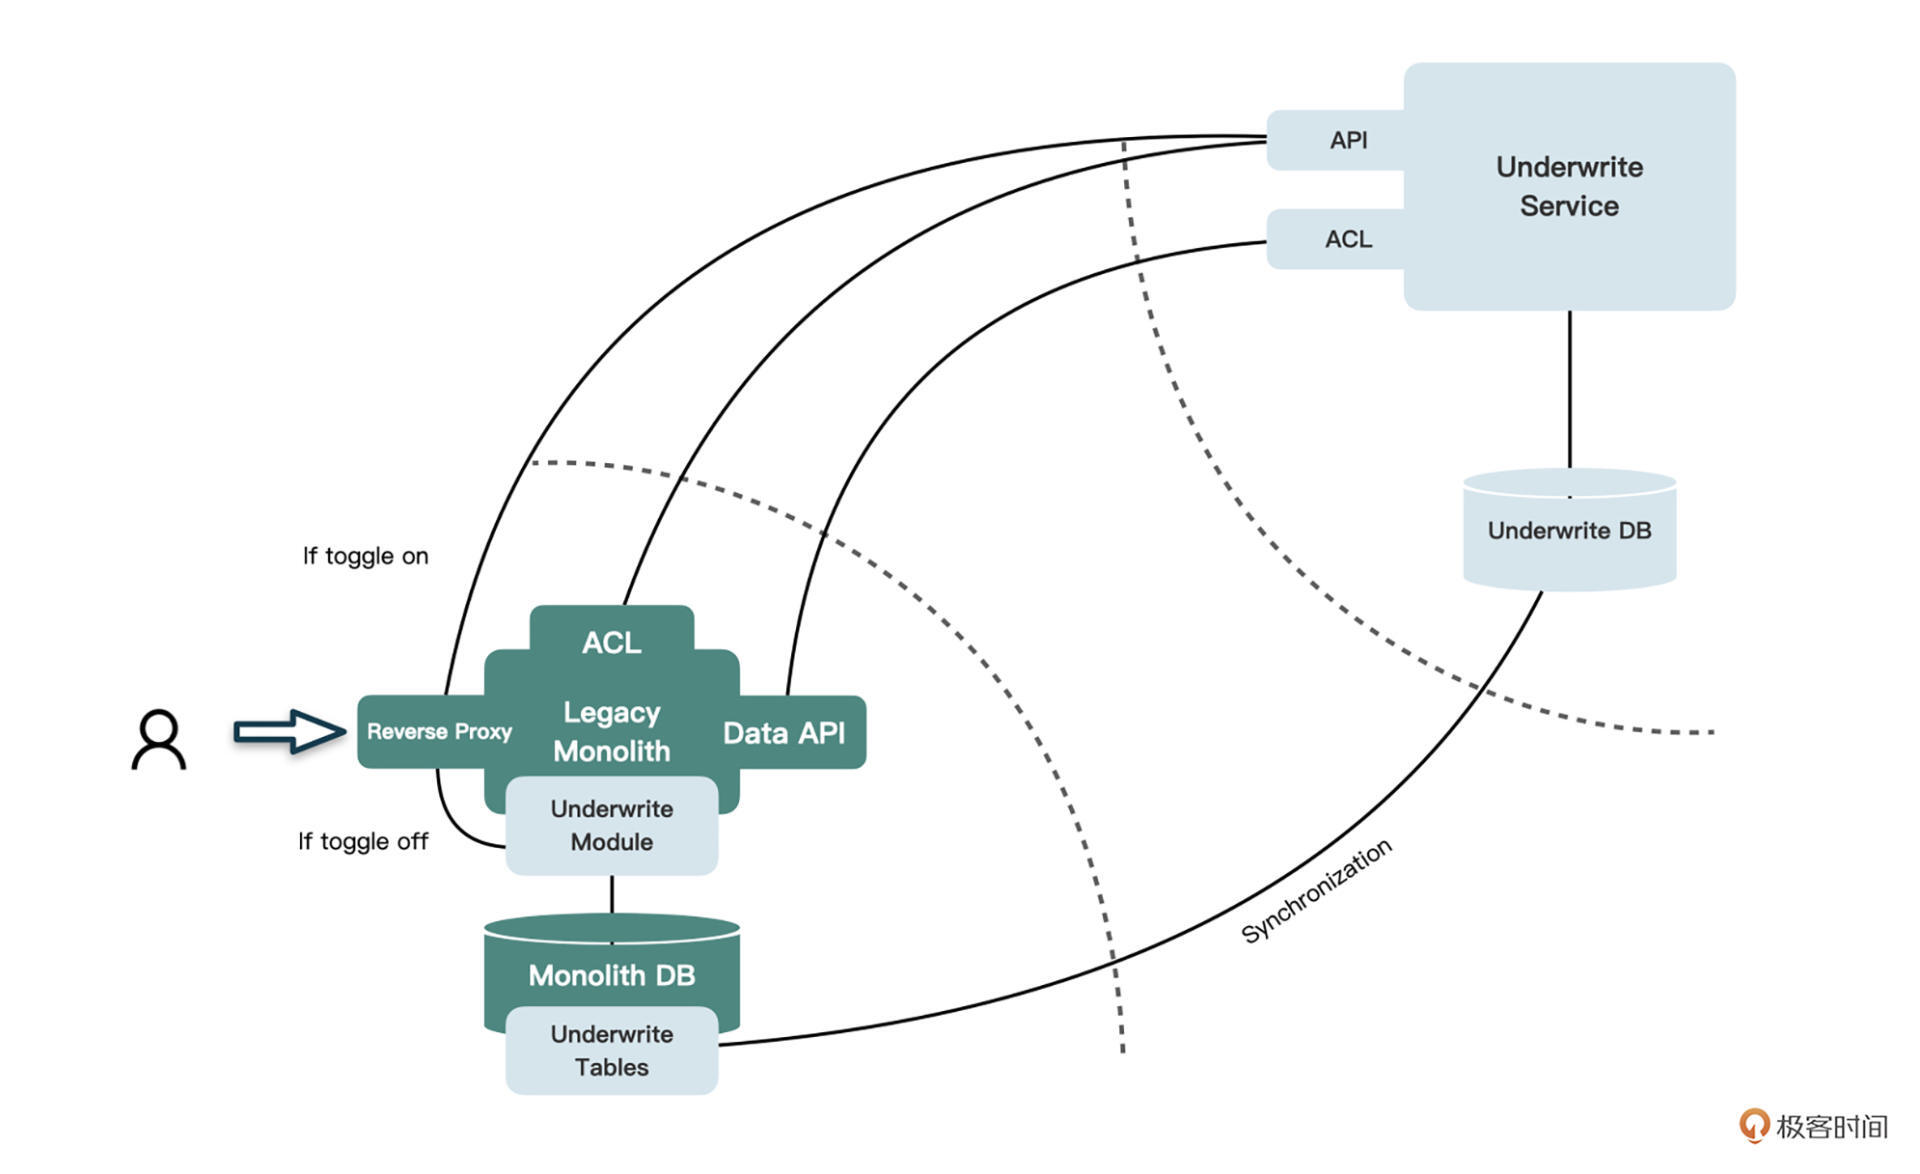 API
Underwrite
Service
ACL
Underwrite DB
If toggle on
ACL
Legacy
Monolith
Reverse Proxy
Data API
Underwrite
Module
If toggle off
Synchronization
Monolith DB
Underwrite
Tables
极客时间